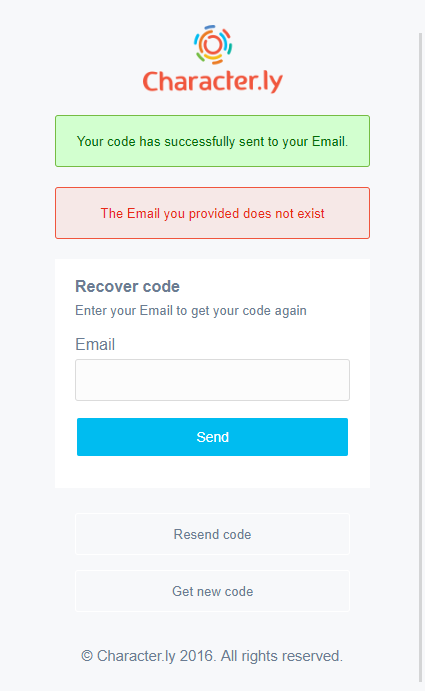 Character.ly
Your code has successfully sent to your Email.
The Email you provided does not exist
Recover code
Enter your Email to get your code again
Email
Send
Resend code
Get new code
© Character.ly 2016. All rights reserved.